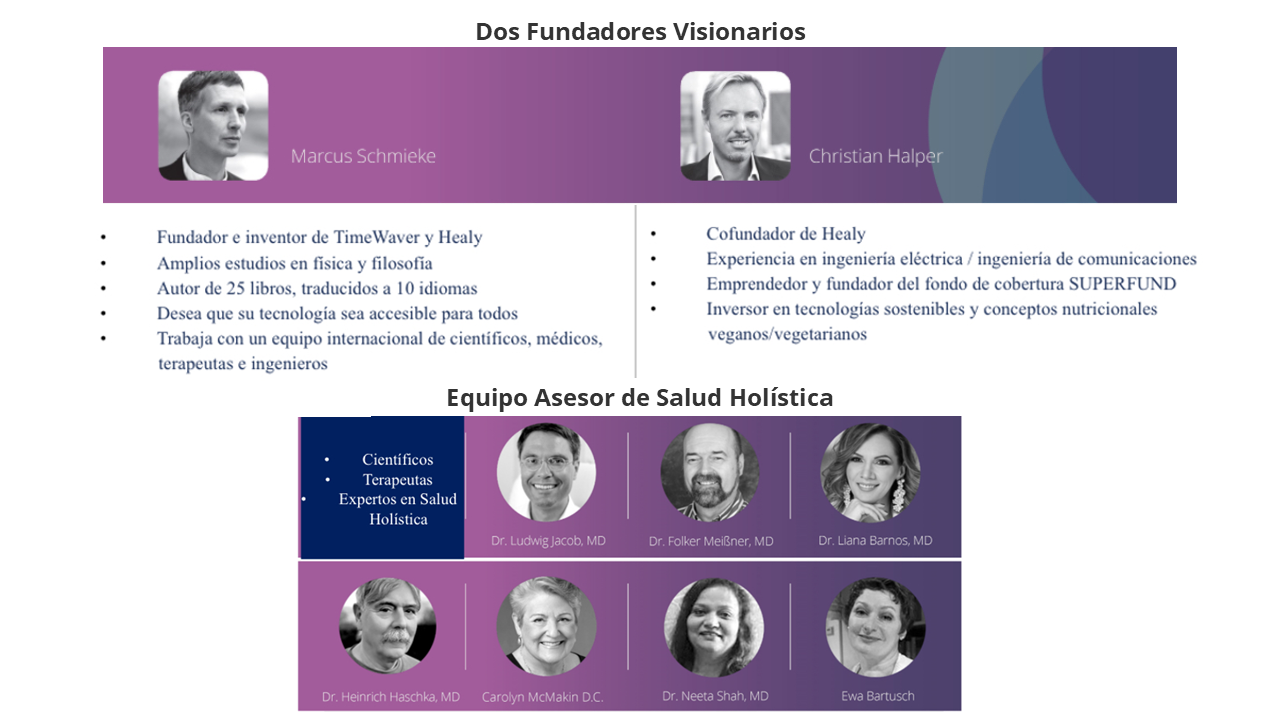 Dos Fundadores Visionarios
Marcus Schmieke
Christian Halper
• Fundador e inventor de TimeWaver y Healy
• Amplios estudios en física y filosofía
• Autor de 25 libros, traducidos a 10 idiomas
• Desea que su tecnología sea accesible para todos
• Trabaja con un equipo internacional de científicos, médicos,
terapeutas e ingenieros
• Cofundador de Healy
• Experiencia en ingeniería eléctrica / ingeniería de comunicaciones
• Emprendedor y fundador del fondo de cobertura SUPERFUND
• Inversor en tecnologías sostenibles y conceptos nutricionales
veganos/vegetarianos
Equipo Asesor de Salud Holística
• Científicos
• Terapeutas
• Expertos en Salud
Holística
Dr. Ludwig Jacob, MD
Dr. Folker Meißner, MD
Dr. Liana Barnos, MD
Dr. Heinrich Haschka, MD
Carolyn McMakin D.C.
Dr. Neeta Shah, MD
Ewa Bartusch